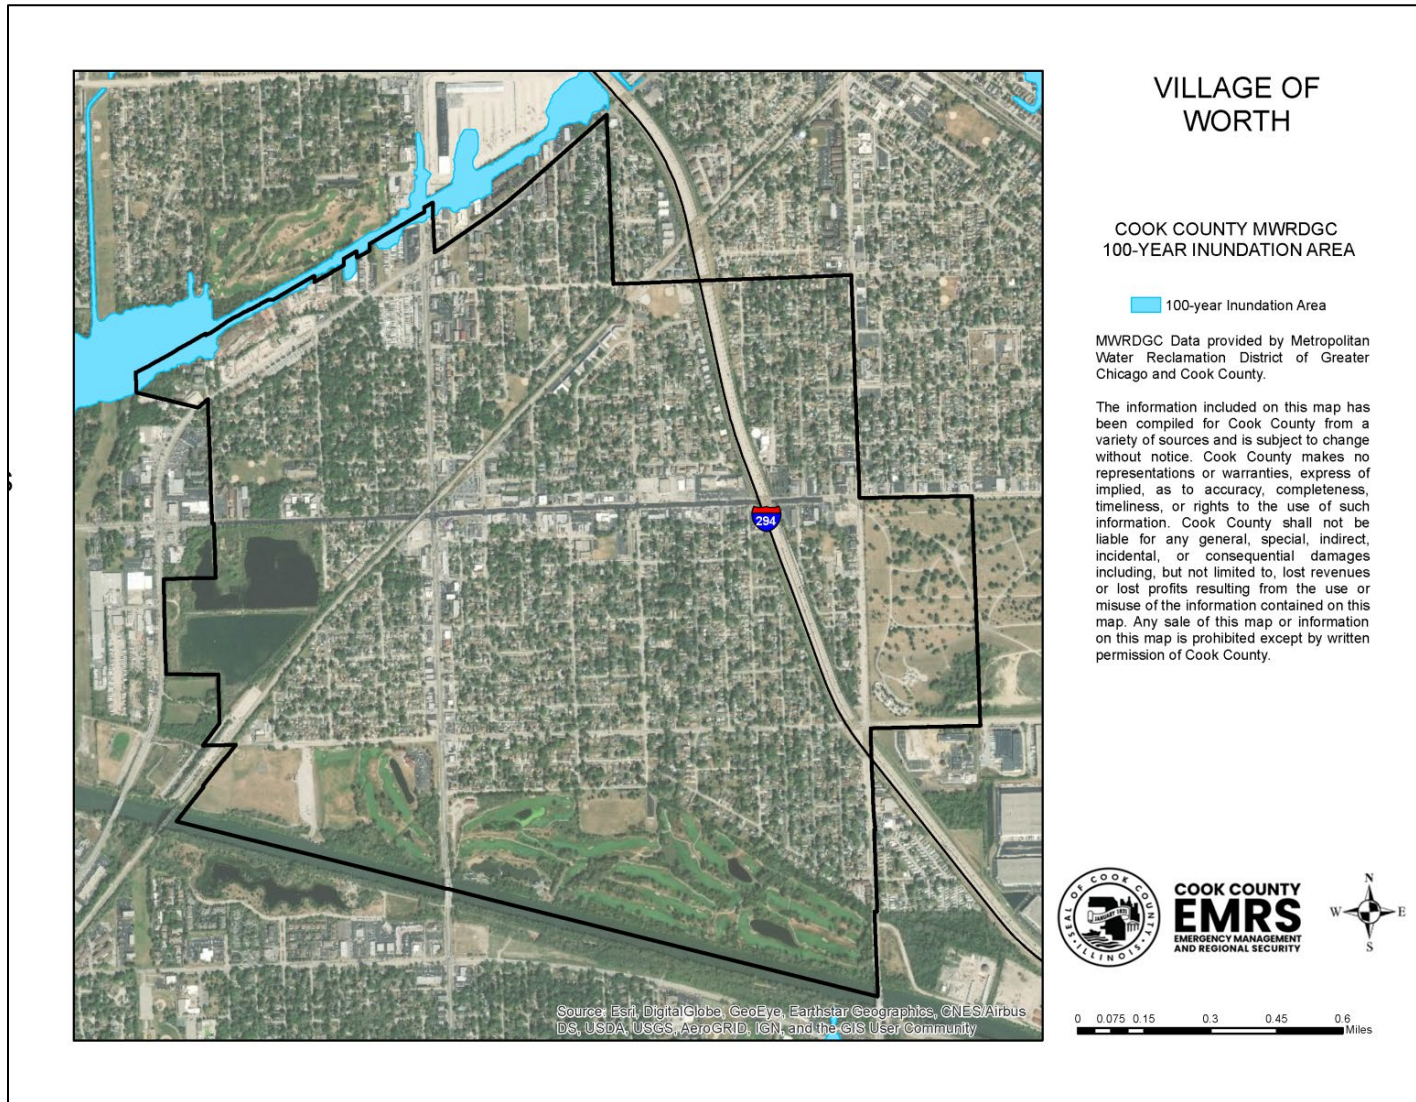 VILLAGE OF
WORTH
COOK COUNTY MWRDGC
100-YEAR INUNDATION AREA
100-year Inundation Area
MWRDGC Data provided by Metropolitan
Water Reclamation District of Greater
Chicago and Cook County.
The information included on this map has
been compiled for Cook County from a
variety of sources and is subject to change
without notice. Cook County makes no
representations or warranties, express of
implied, as to accuracy, completeness,
timeliness, or rights to the use of such
information. Cook County shall not be
liable for any general, special, indirect,
incidental, or consequential damages
including, but not limited to, lost revenues
or lost profits resulting from the use or
misuse of the information contained on this
map. Any sale of this map or information
on this map is prohibited except by written
permission of Cook County.
294
SEAL OF COOK COUNTY
JANUARY 1831
ILLINOIS
COOK COUNTY
EMRS
EMERGENCY MANAGEMENT
AND REGIONAL SECURITY
N
W E
S
0 0.075 0.15 0.3 0.45 0.6
Miles
Source: Esri, DigitalGlobe, GeoEye, Earthstar Geographics, CNES/Airbus
DS, USDA, USGS, AeroGRID, IGN, and the GIS User Community